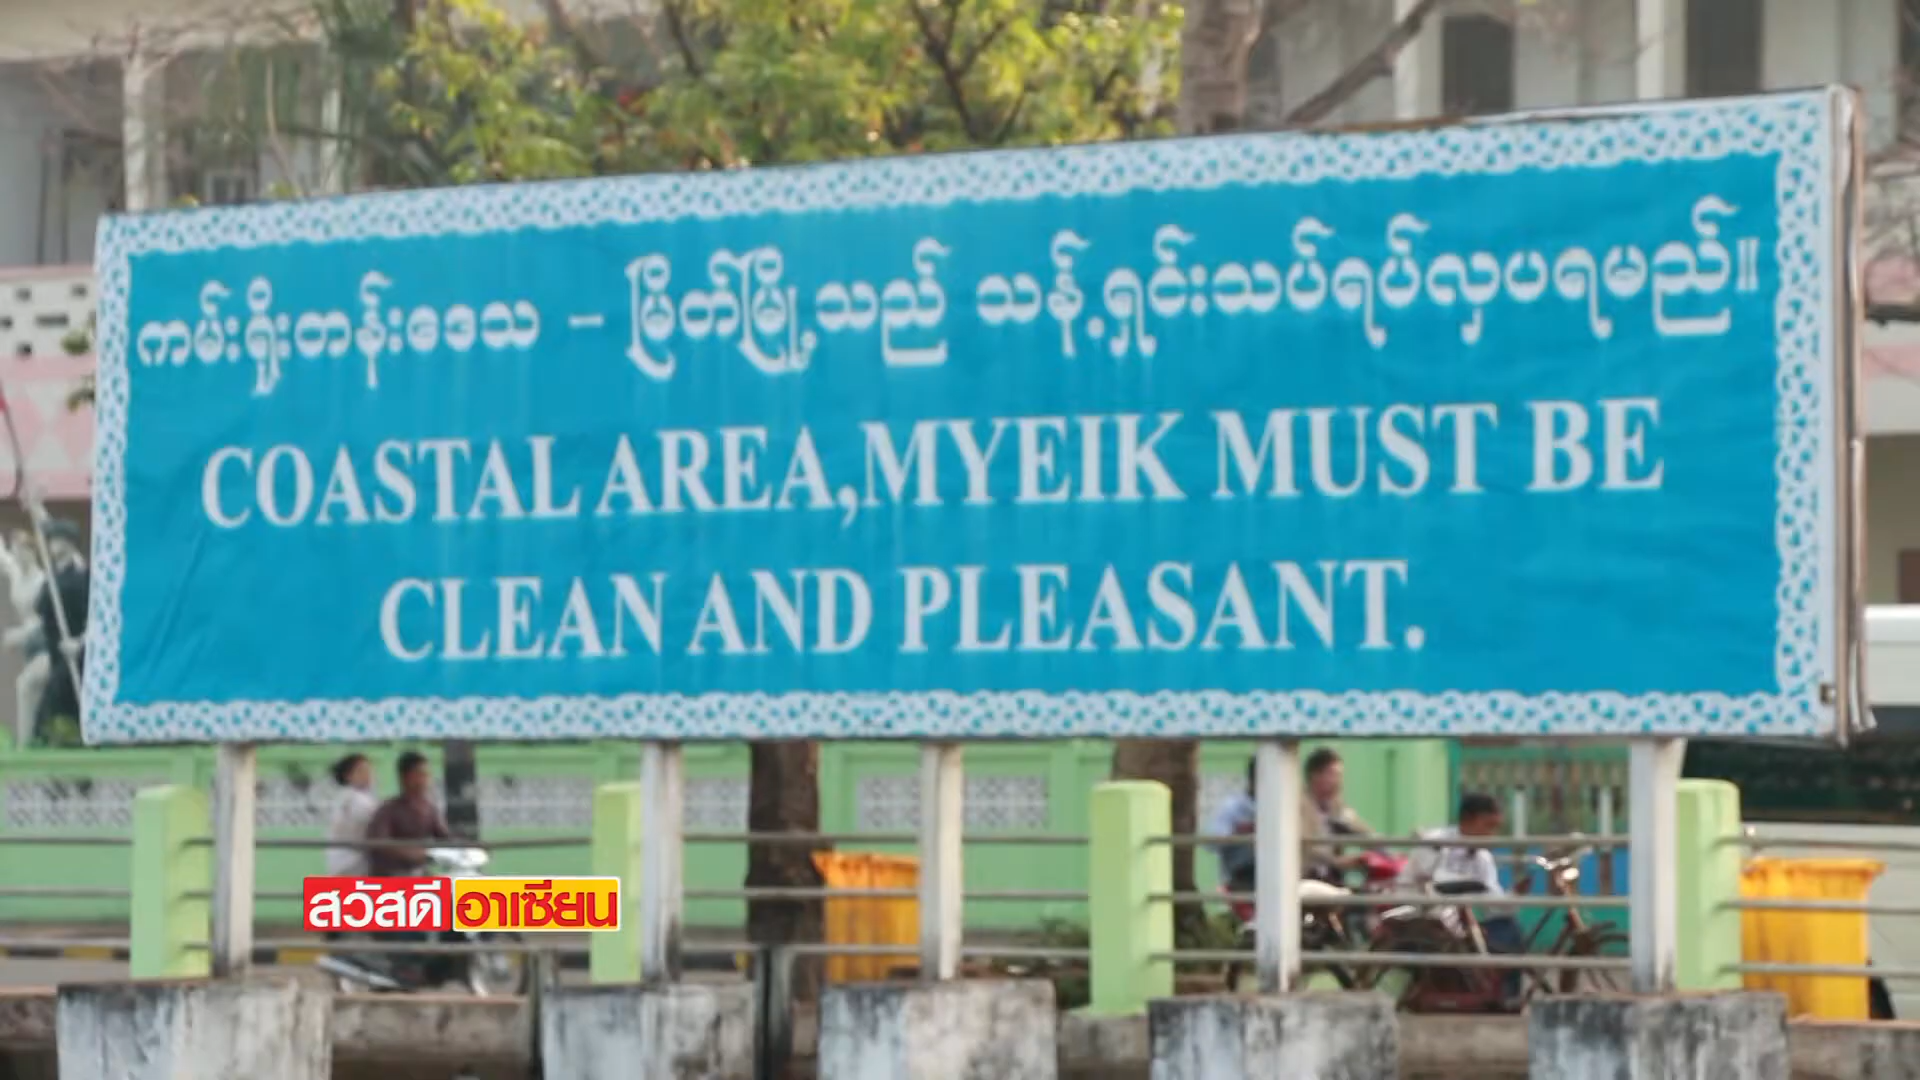 ကမ်းရိုးတန်းဒေသ – မြိတ်မြို့သည် သန့်ရှင်းသပ်ရပ်လှပရမည်။
COASTAL AREA,MYEIK MUST BE
CLEAN AND PLEASANT.
สวัสดี อาเซียน